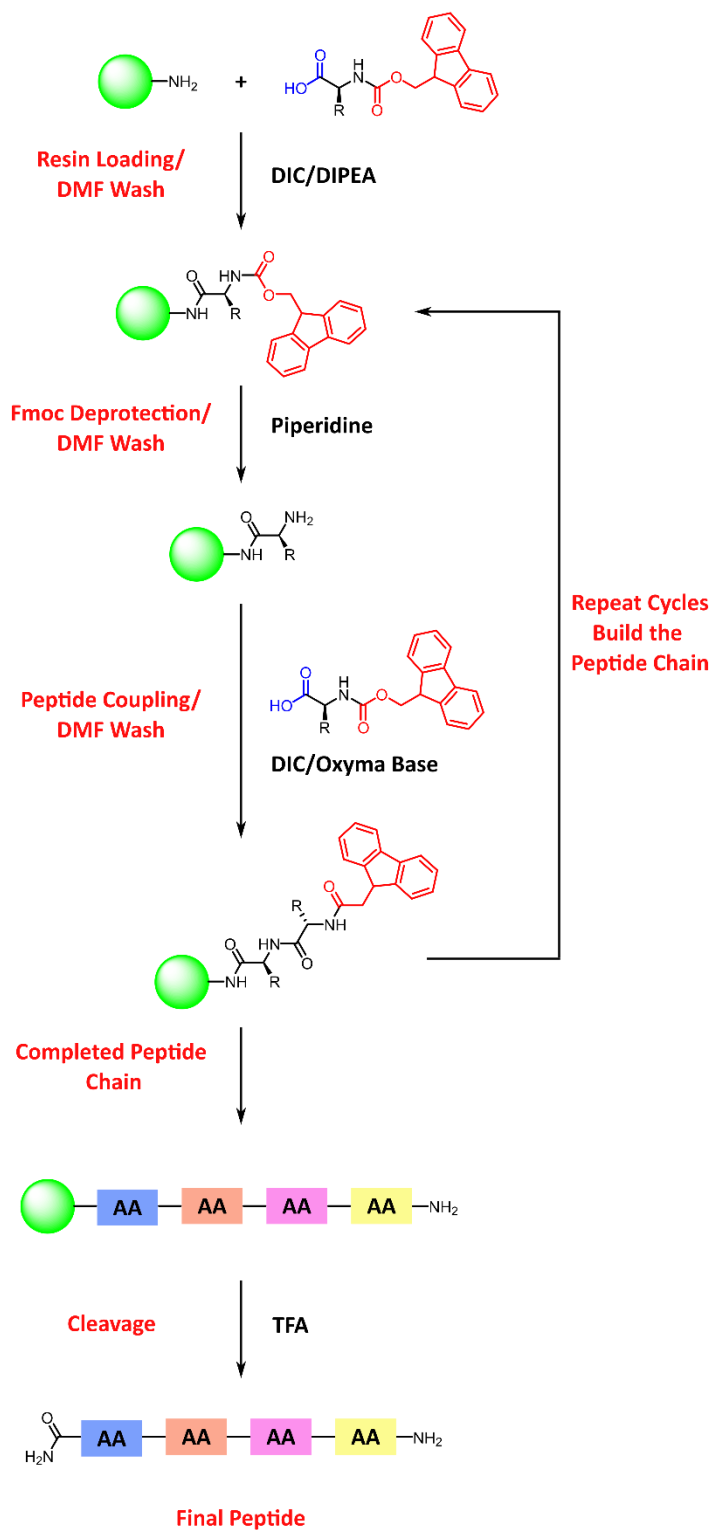 NH2
+
O
HO
H
N
O
O
R
Resin Loading/
DMF Wash
DIC/DIPEA
O
O
HN
O
NH
R
Fmoc Deprotection/
DMF Wash
Piperidine
O
NH2
NH
R
Repeat Cycles
Build the
Peptide Chain
Peptide Coupling/
DMF Wash
O
HO
H
N
O
O
R
DIC/Oxyma Base
O
R
NH
O
HN
O
NH
R
Completed Peptide
Chain
AA
AA
AA
AA
NH2
Cleavage
TFA
O
H2N
AA
AA
AA
AA
NH2
Final Peptide